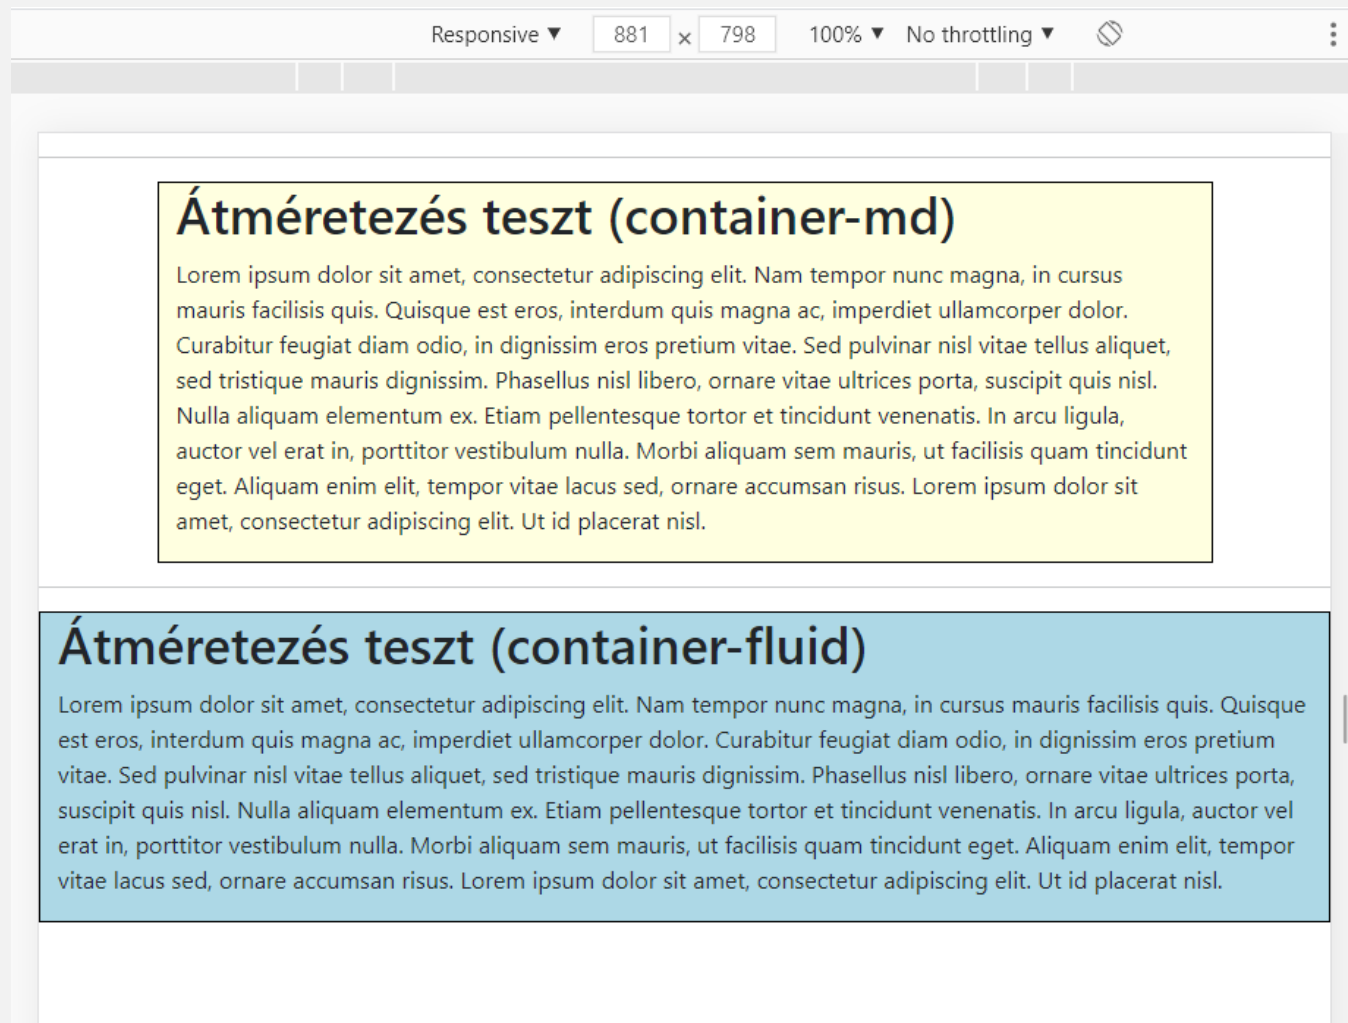 Responsive ▼ 881 × 798 100% ▼ No throttling ▼
Átméretezés teszt (container-md)
Lorem ipsum dolor sit amet, consectetur adipiscing elit. Nam tempor nunc magna, in cursus
mauris facilisis quis. Quisque est eros, interdum quis magna ac, imperdiet ullamcorper dolor.
Curabitur feugiat diam odio, in dignissim eros pretium vitae. Sed pulvinar nisl vitae tellus aliquet,
sed tristique mauris dignissim. Phasellus nisl libero, ornare vitae ultrices porta, suscipit quis nisl.
Nulla aliquam elementum ex. Etiam pellentesque tortor et tincidunt venenatis. In arcu ligula,
auctor vel erat in, porttitor vestibulum nulla. Morbi aliquam sem mauris, ut facilisis quam tincidunt
eget. Aliquam enim elit, tempor vitae lacus sed, ornare accumsan risus. Lorem ipsum dolor sit
amet, consectetur adipiscing elit. Ut id placerat nisl.
Átméretezés teszt (container-fluid)
Lorem ipsum dolor sit amet, consectetur adipiscing elit. Nam tempor nunc magna, in cursus mauris facilisis quis. Quisque
est eros, interdum quis magna ac, imperdiet ullamcorper dolor. Curabitur feugiat diam odio, in dignissim eros pretium
vitae. Sed pulvinar nisl vitae tellus aliquet, sed tristique mauris dignissim. Phasellus nisl libero, ornare vitae ultrices porta,
suscipit quis nisl. Nulla aliquam elementum ex. Etiam pellentesque tortor et tincidunt venenatis. In arcu ligula, auctor vel
erat in, porttitor vestibulum nulla. Morbi aliquam sem mauris, ut facilisis quam tincidunt eget. Aliquam enim elit, tempor
vitae lacus sed, ornare accumsan risus. Lorem ipsum dolor sit amet, consectetur adipiscing elit. Ut id placerat nisl.